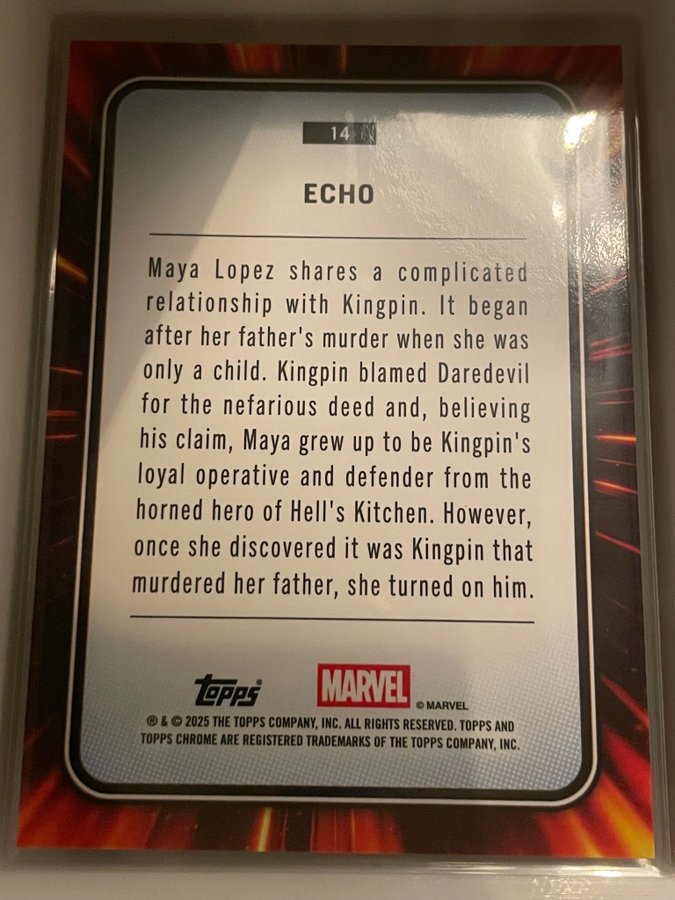 14
ECHO
Maya Lopez shares a complicated
relationship with Kingpin. It began
after her father's murder when she was
only a child. Kingpin blamed Daredevil
for the nefarious deed and, believing
his claim, Maya grew up to be Kingpin's
loyal operative and defender from the
horned hero of Hell's Kitchen. However,
once she discovered it was Kingpin that
murdered her father, she turned on him.
Topps® MARVEL © MARVEL
® & © 2025 THE TOPPS COMPANY, INC. ALL RIGHTS RESERVED. TOPPS AND
TOPPS CHROME ARE REGISTERED TRADEMARKS OF THE TOPPS COMPANY, INC.